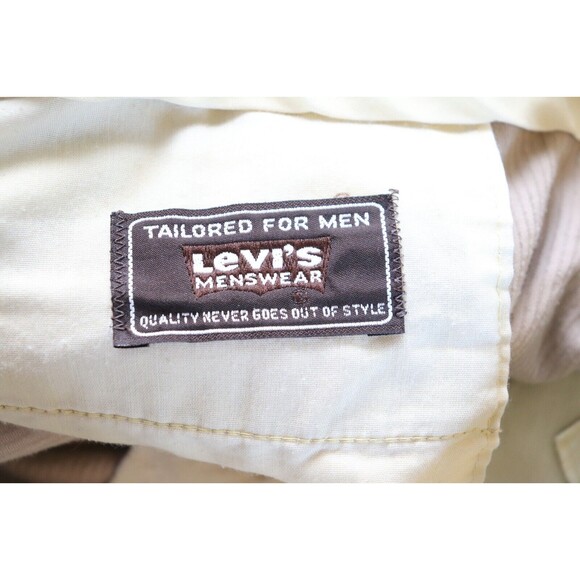 TAILORED FOR MEN
LeVI'S
MENSWEAR
®
QUALITY NEVER GOES OUT OF STYLE